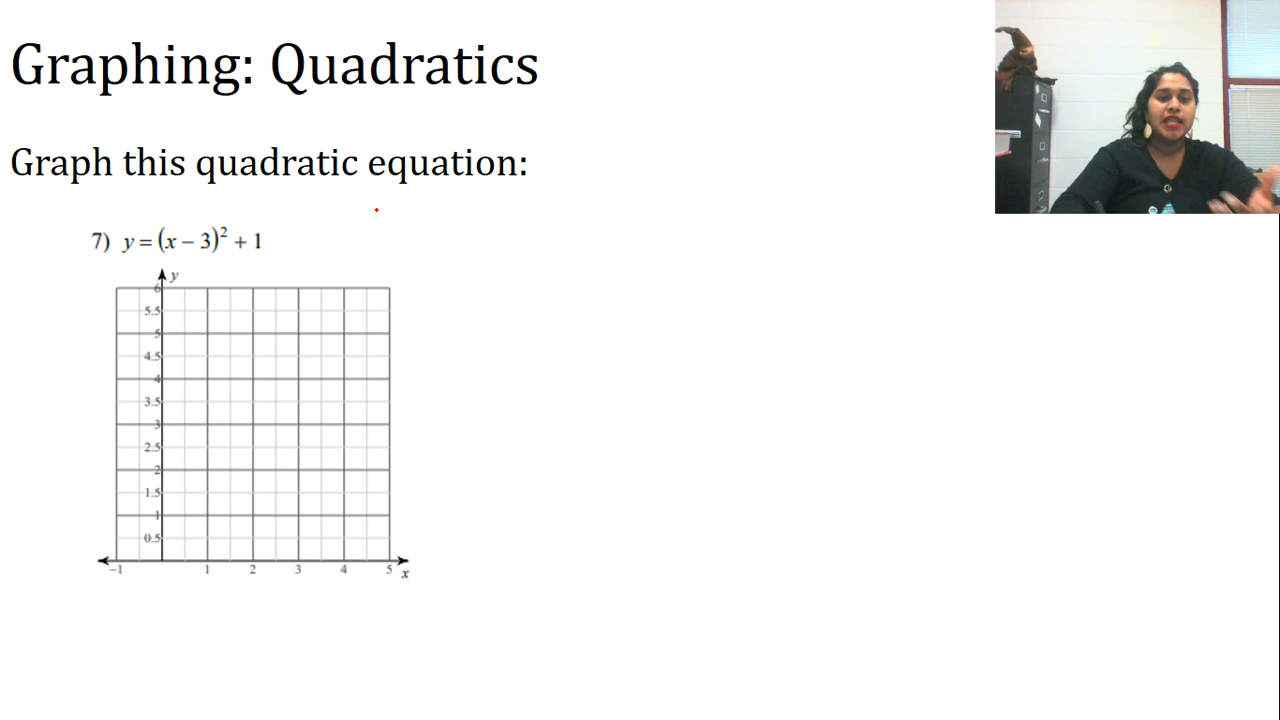 Graphing: Quadratics
Graph this quadratic equation:
7) y = (x − 3)² + 1
y
6
5.5
5
4.5
4
3.5
3
2.5
2
1.5
1
0.5
−1 1 2 3 4 5 x